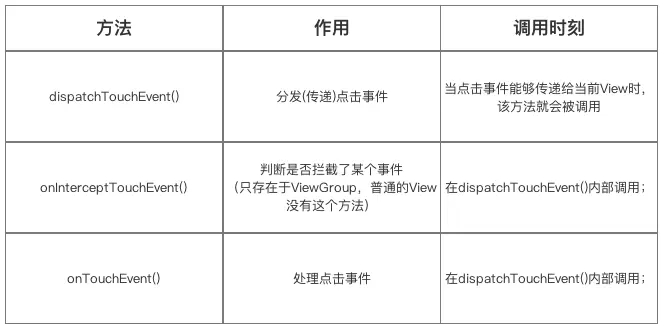 方法
作用
调用时刻
dispatchTouchEvent()
分发(传递)点击事件
当点击事件能够传递给当前View时，
该方法就会被调用
onInterceptTouchEvent()
判断是否拦截了某个事件
（只存在于ViewGroup，普通的View
没有这个方法）
在dispatchTouchEvent()内部调用；
onTouchEvent()
处理点击事件
在dispatchTouchEvent()内部调用；